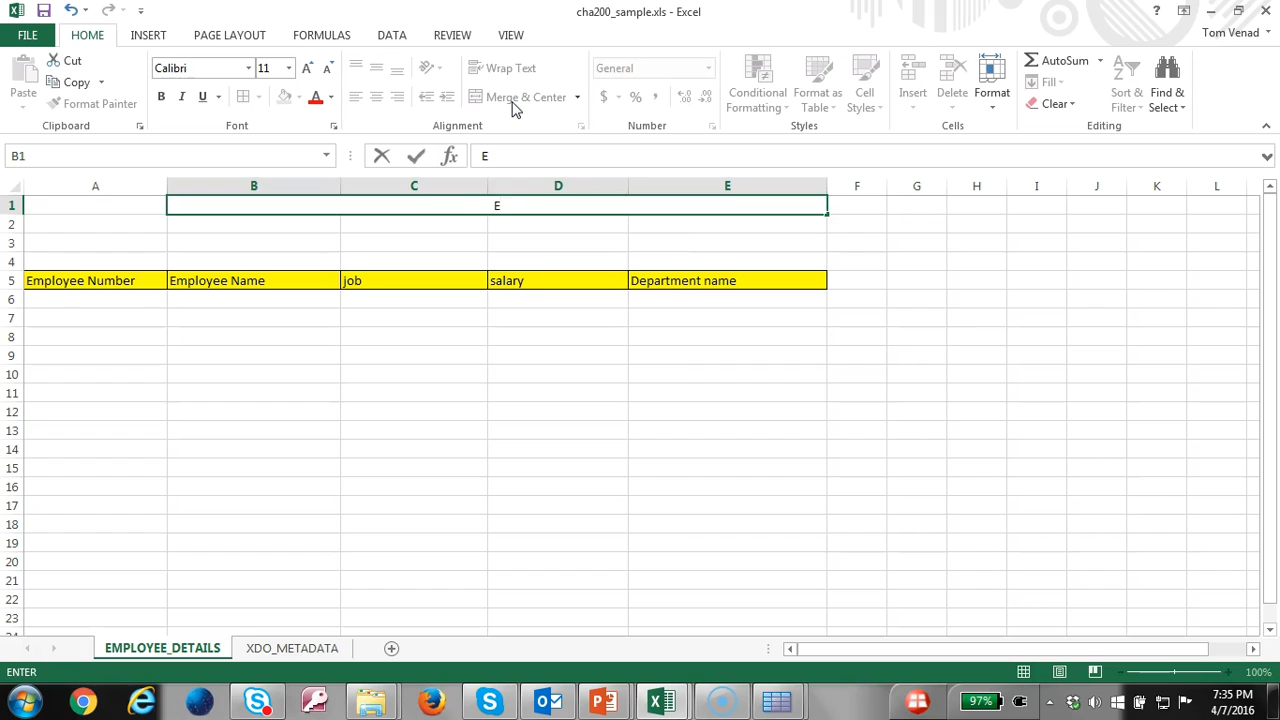 cha200_sample.xls - Excel
?
FILE HOME INSERT PAGE LAYOUT FORMULAS DATA REVIEW VIEW Tom Venad
Paste Cut Copy Format Painter
Clipboard
Calibri 11
B I U A
Font
Wrap Text
Merge & Center
Alignment
General
$ % ,
Number
Conditional Formatting Format as Table Cell Styles
Styles
Insert Delete Format
Cells
AutoSum Fill Clear Sort & Filter Find & Select
Editing
B1 fx E
A B C D E F G H I J K L
1 E
2
3
4
5 Employee Number Employee Name job salary Department name
6
7
8
9
10
11
12
13
14
15
16
17
18
19
20
21
22
23
EMPLOYEE_DETAILS XDO_METADATA
ENTER 100%
97% 7:35 PM
4/7/2016